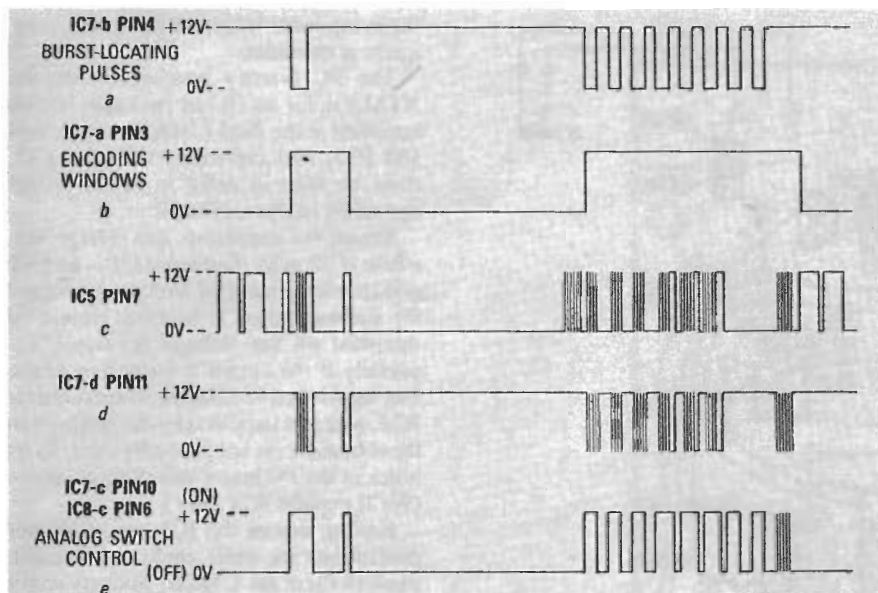 IC7-b PIN4
+12V
BURST-LOCATING
PULSES
0V
a
IC7-a PIN3
+12V
ENCODING
WINDOWS
0V
b
+12V
IC5 PIN7
0V
c
IC7-d PIN11
+12V
0V
d
IC7-c PIN10
(ON)
IC8-c PIN6
+12V
ANALOG SWITCH
CONTROL
(OFF) 0V
e